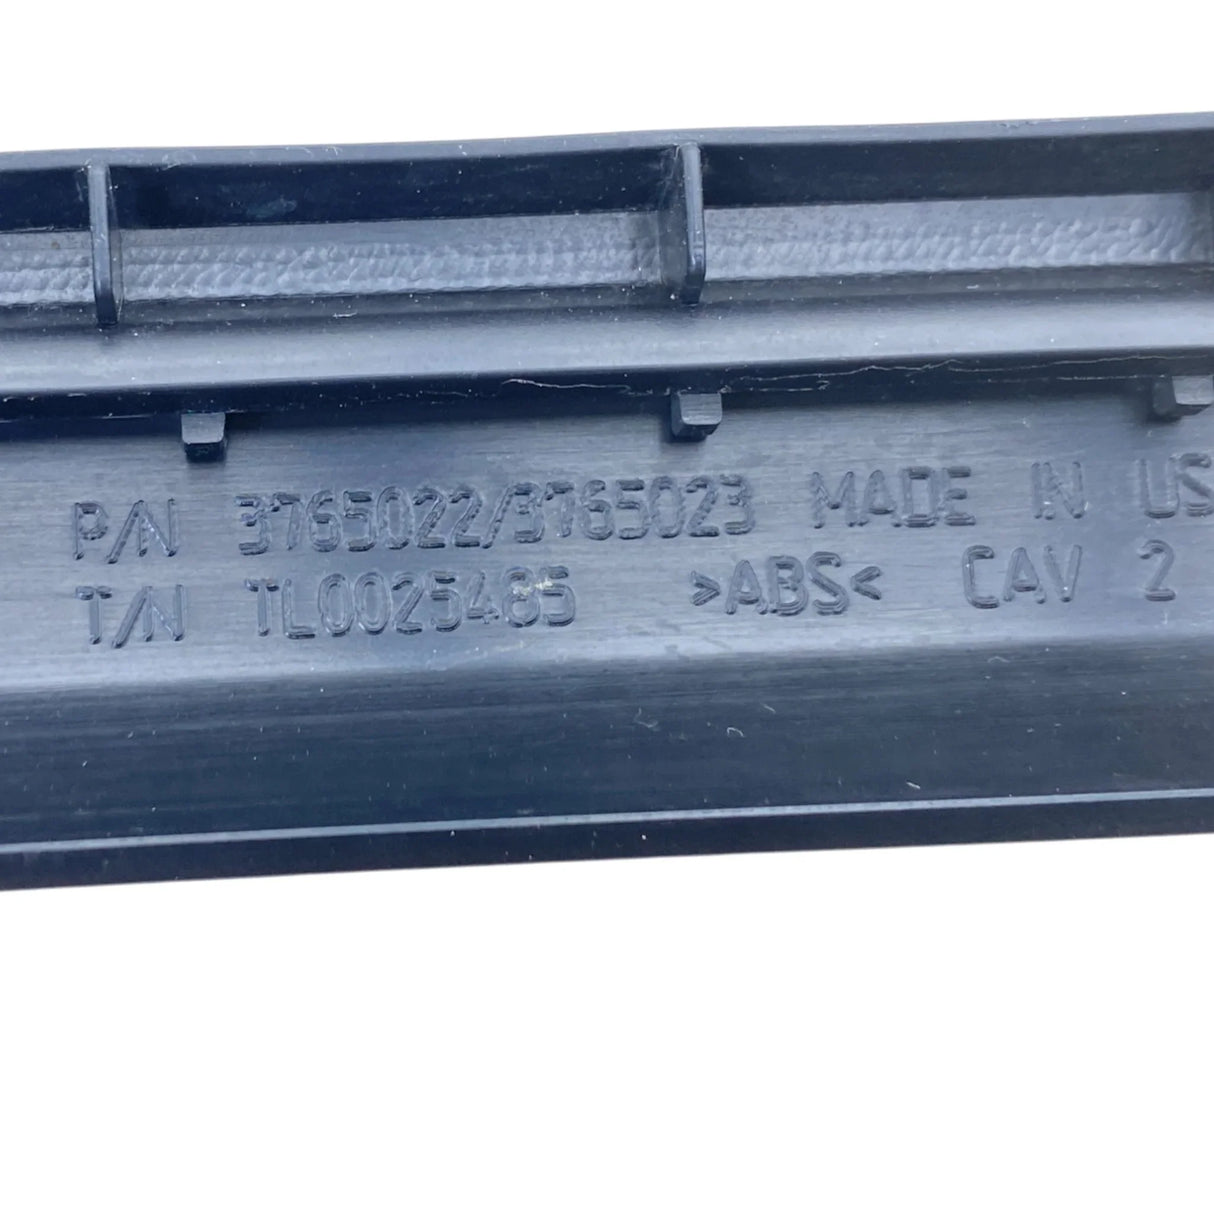 P/N 3765022/3765023 MADE IN US
T/N TL0025485 >ABS< CAV 2